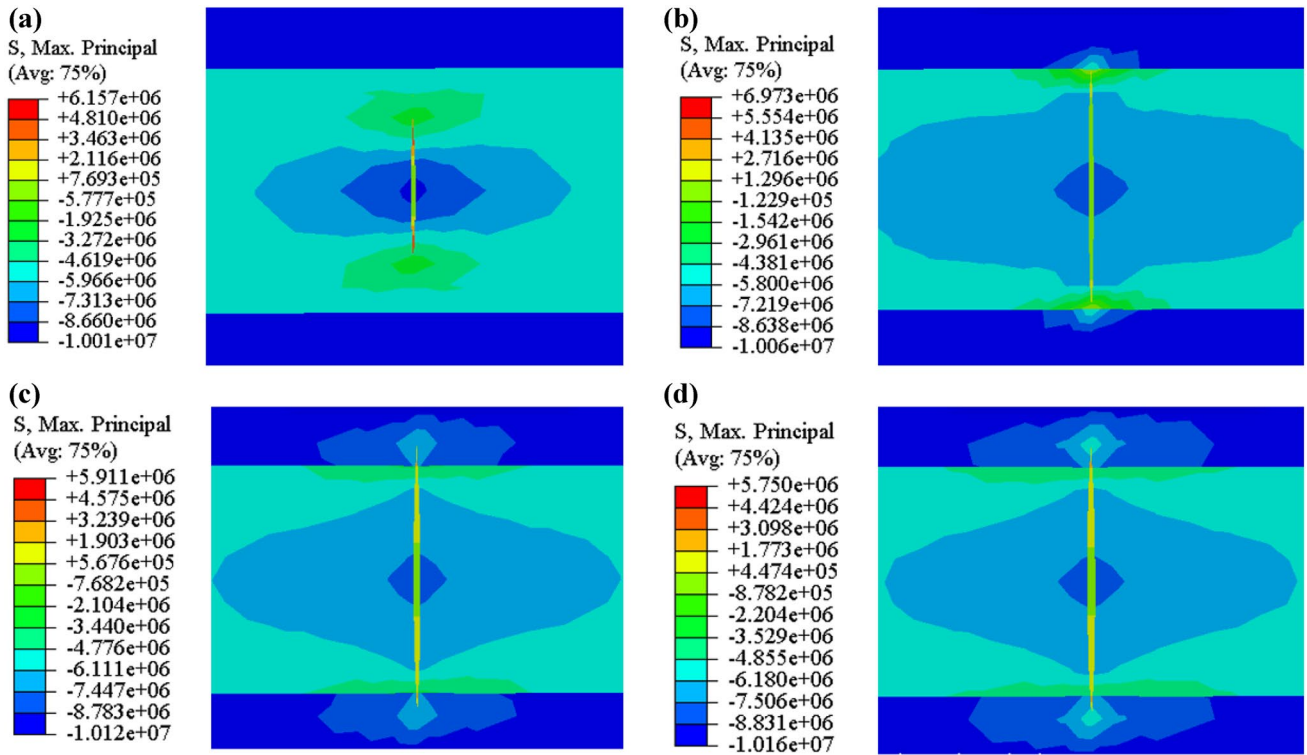 (a)
S, Max. Principal
(Avg: 75%)
+6.157e+06
+4.810e+06
+3.463e+06
+2.116e+06
+7.693e+05
-5.777e+05
-1.925e+06
-3.272e+06
-4.619e+06
-5.966e+06
-7.313e+06
-8.660e+06
-1.001e+07
(b)
S, Max. Principal
(Avg: 75%)
+6.973e+06
+5.554e+06
+4.135e+06
+2.716e+06
+1.296e+06
-1.229e+05
-1.542e+06
-2.961e+06
-4.381e+06
-5.800e+06
-7.219e+06
-8.638e+06
-1.006e+07
(c)
S, Max. Principal
(Avg: 75%)
+5.911e+06
+4.575e+06
+3.239e+06
+1.903e+06
+5.676e+05
-7.682e+05
-2.104e+06
-3.440e+06
-4.776e+06
-6.111e+06
-7.447e+06
-8.783e+06
-1.012e+07
(d)
S, Max. Principal
(Avg: 75%)
+5.750e+06
+4.424e+06
+3.098e+06
+1.773e+06
+4.474e+05
-8.782e+05
-2.204e+06
-3.529e+06
-4.855e+06
-6.180e+06
-7.506e+06
-8.831e+06
-1.016e+07